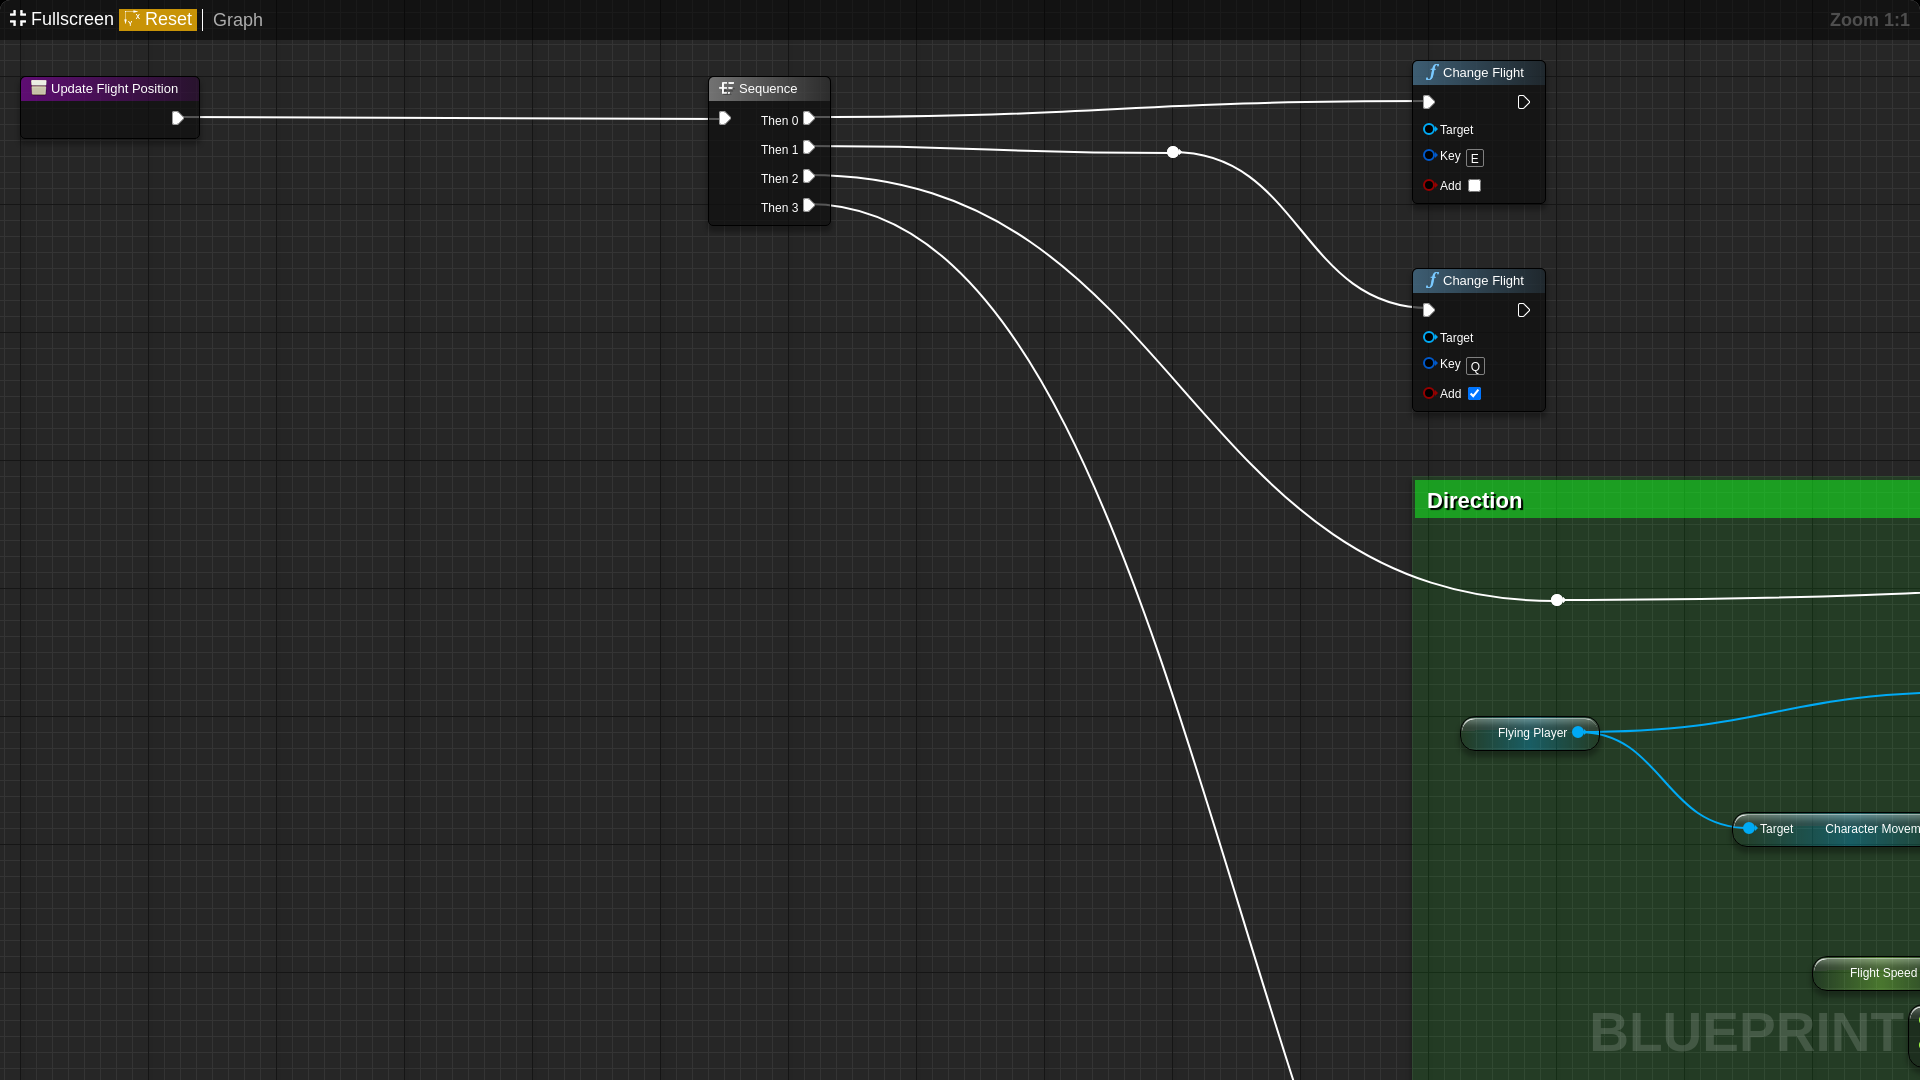 Fullscreen Reset Graph Zoom 1:1
Update Flight Position
Sequence
Then 0
Then 1
Then 2
Then 3
Change Flight
Target
Key E
Add
Change Flight
Target
Key Q
Add
Direction
Flying Player
Target Character Movem
Flight Speed
BLUEPRINT